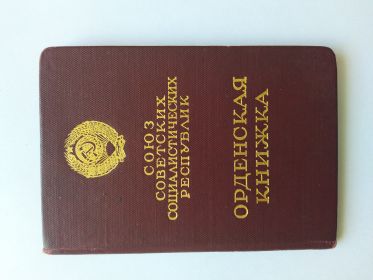 СОЮЗ
СОВЕТСКИХ
СОЦИАЛИСТИЧЕСКИХ
РЕСПУБЛИК
ОРДЕНСКАЯ
КНИЖКА